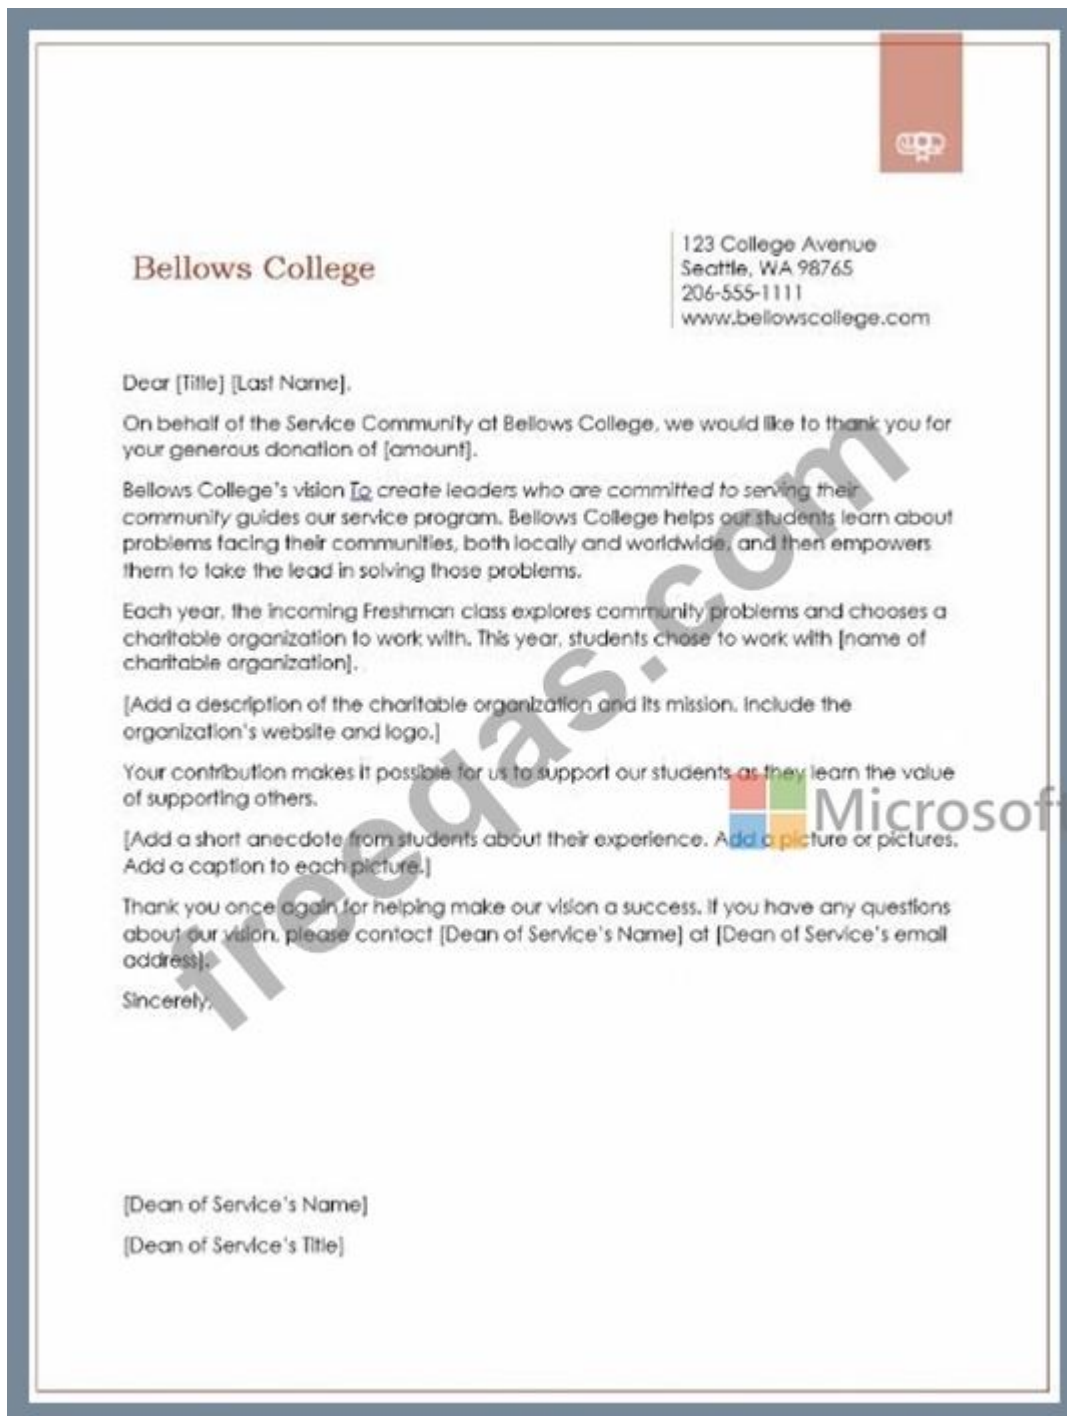 Bellows College
123 College Avenue
Seattle, WA 98765
206-555-1111
www.bellowscollege.com
Dear [Title] [Last Name],
On behalf of the Service Community at Bellows College, we would like to thank you for
your generous donation of [amount].
Bellows College's vision To create leaders who are committed to serving their
community guides our service program. Bellows College helps our students learn about
problems facing their communities, both locally and worldwide, and then empowers
them to take the lead in solving those problems.
Each year, the incoming Freshman class explores community problems and chooses a
charitable organization to work with. This year, students chose to work with [name of
charitable organization].
[Add a description of the charitable organization and its mission. Include the
organization's website and logo.]
Your contribution makes it possible for us to support our students as they learn the value
of supporting others.
[Add a short anecdote from students about their experience. Add a picture or pictures.
Add a caption to each picture.]
Thank you once again for helping make our vision a success. If you have any questions
about our vision, please contact [Dean of Service's Name] at [Dean of Service's email
address].
Sincerely,
[Dean of Service's Name]
[Dean of Service's Title]
freeqas.com
Microsof